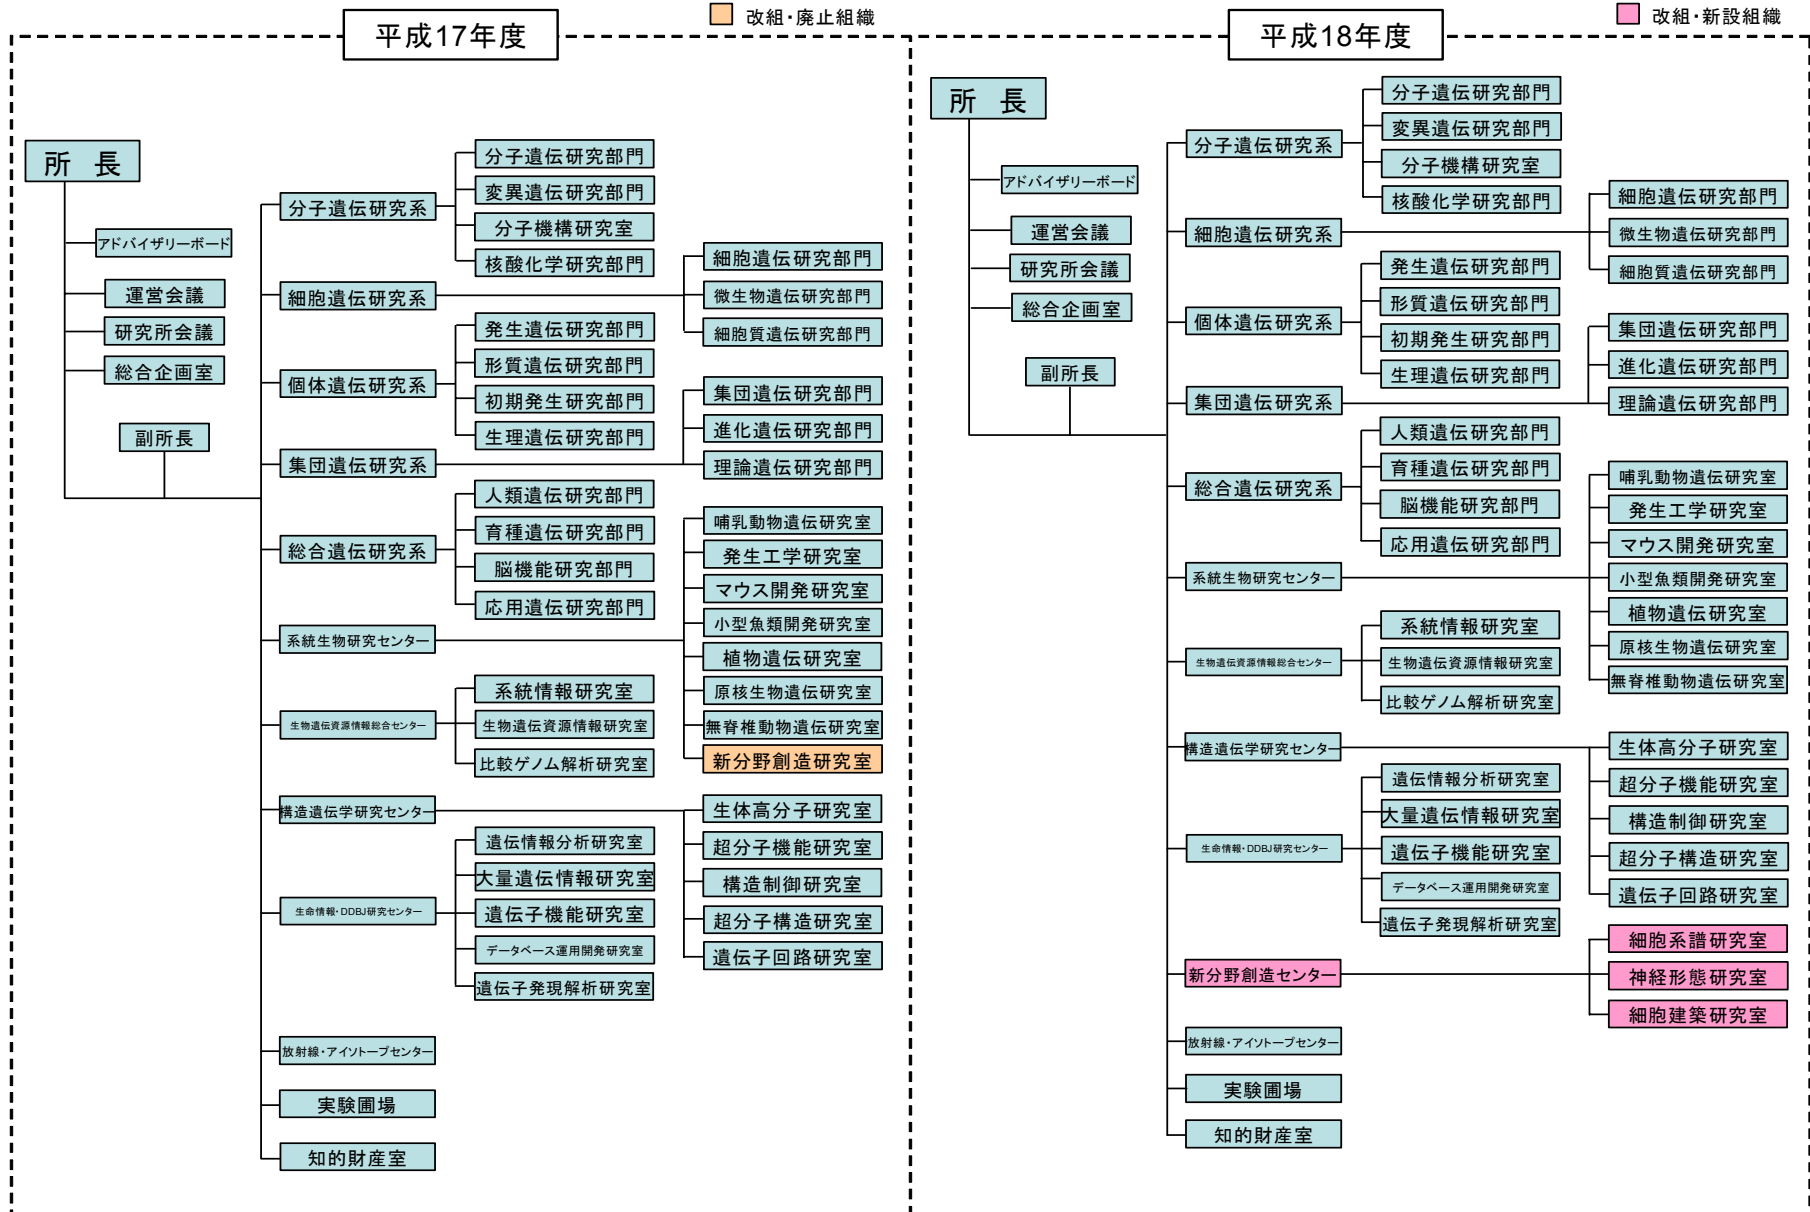 平成17年度
改組・廃止組織
所 長
アドバイザリーボード
運営会議
研究所会議
総合企画室
副所長
分子遺伝研究系
分子遺伝研究部門
変異遺伝研究部門
分子機構研究室
核酸化学研究部門
細胞遺伝研究系
細胞遺伝研究部門
微生物遺伝研究部門
細胞質遺伝研究部門
個体遺伝研究系
発生遺伝研究部門
形質遺伝研究部門
初期発生研究部門
生理遺伝研究部門
集団遺伝研究系
集団遺伝研究部門
進化遺伝研究部門
理論遺伝研究部門
総合遺伝研究系
人類遺伝研究部門
育種遺伝研究部門
脳機能研究部門
応用遺伝研究部門
系統生物研究センター
哺乳動物遺伝研究室
発生工学研究室
マウス開発研究室
小型魚類開発研究室
植物遺伝研究室
原核生物遺伝研究室
無脊椎動物遺伝研究室
新分野創造研究室
生物遺伝資源情報総合センター
系統情報研究室
生物遺伝資源情報研究室
比較ゲノム解析研究室
構造遺伝学研究センター
生体高分子研究室
超分子機能研究室
構造制御研究室
超分子構造研究室
遺伝子回路研究室
生命情報・DDBJ研究センター
遺伝情報分析研究室
大量遺伝情報研究室
遺伝子機能研究室
データベース運用開発研究室
遺伝子発現解析研究室
放射線・アイソトープセンター
実験圃場
知的財産室
平成18年度
改組・新設組織
所 長
アドバイザリーボード
運営会議
研究所会議
総合企画室
副所長
分子遺伝研究系
分子遺伝研究部門
変異遺伝研究部門
分子機構研究室
核酸化学研究部門
細胞遺伝研究系
細胞遺伝研究部門
微生物遺伝研究部門
細胞質遺伝研究部門
個体遺伝研究系
発生遺伝研究部門
形質遺伝研究部門
初期発生研究部門
生理遺伝研究部門
集団遺伝研究系
集団遺伝研究部門
進化遺伝研究部門
理論遺伝研究部門
総合遺伝研究系
人類遺伝研究部門
育種遺伝研究部門
脳機能研究部門
応用遺伝研究部門
系統生物研究センター
哺乳動物遺伝研究室
発生工学研究室
マウス開発研究室
小型魚類開発研究室
植物遺伝研究室
原核生物遺伝研究室
無脊椎動物遺伝研究室
生物遺伝資源情報総合センター
系統情報研究室
生物遺伝資源情報研究室
比較ゲノム解析研究室
構造遺伝学研究センター
生体高分子研究室
超分子機能研究室
構造制御研究室
超分子構造研究室
遺伝子回路研究室
生命情報・DDBJ研究センター
遺伝情報分析研究室
大量遺伝情報研究室
遺伝子機能研究室
データベース運用開発研究室
遺伝子発現解析研究室
新分野創造センター
細胞系譜研究室
神経形態研究室
細胞建築研究室
放射線・アイソトープセンター
実験圃場
知的財産室